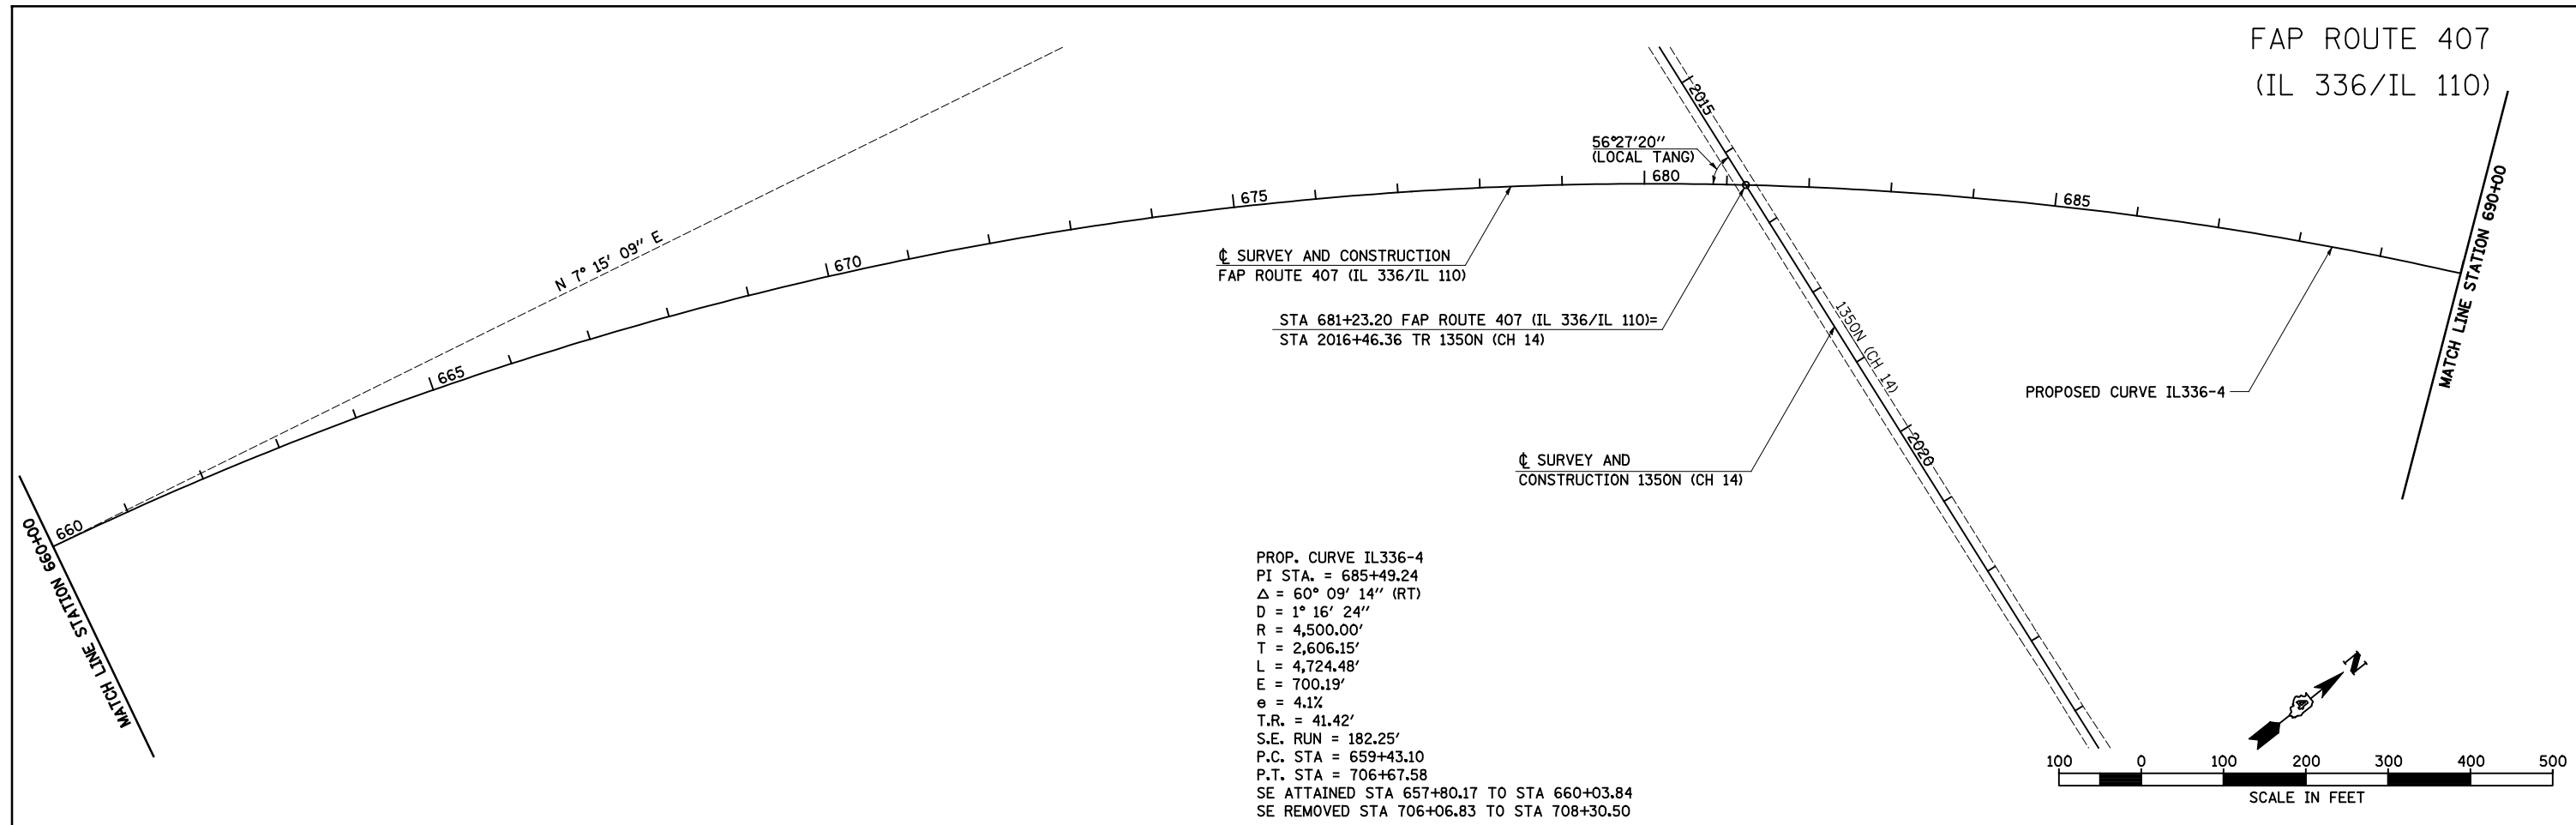 FAP ROUTE 407
(IL 336/IL 110)
2015
56°27'20"
(LOCAL TANG)
680
675
685
MATCH LINE STATION 690+00
N 7° 15' 09" E
℄ SURVEY AND CONSTRUCTION
FAP ROUTE 407 (IL 336/IL 110)
670
STA 681+23.20 FAP ROUTE 407 (IL 336/IL 110)=
STA 2016+46.36 TR 1350N (CH 14)
1350N (CH 14)
665
PROPOSED CURVE IL336-4
2020
℄ SURVEY AND
CONSTRUCTION 1350N (CH 14)
660
MATCH LINE STATION 660+00
PROP. CURVE IL336-4
PI STA. = 685+49.24
Δ = 60° 09' 14" (RT)
D = 1° 16' 24"
R = 4,500.00'
T = 2,606.15'
L = 4,724.48'
E = 700.19'
e = 4.1%
T.R. = 41.42'
S.E. RUN = 182.25'
P.C. STA = 659+43.10
P.T. STA = 706+67.58
SE ATTAINED STA 657+80.17 TO STA 660+03.84
SE REMOVED STA 706+06.83 TO STA 708+30.50
N
4
100 0 100 200 300 400 500
SCALE IN FEET